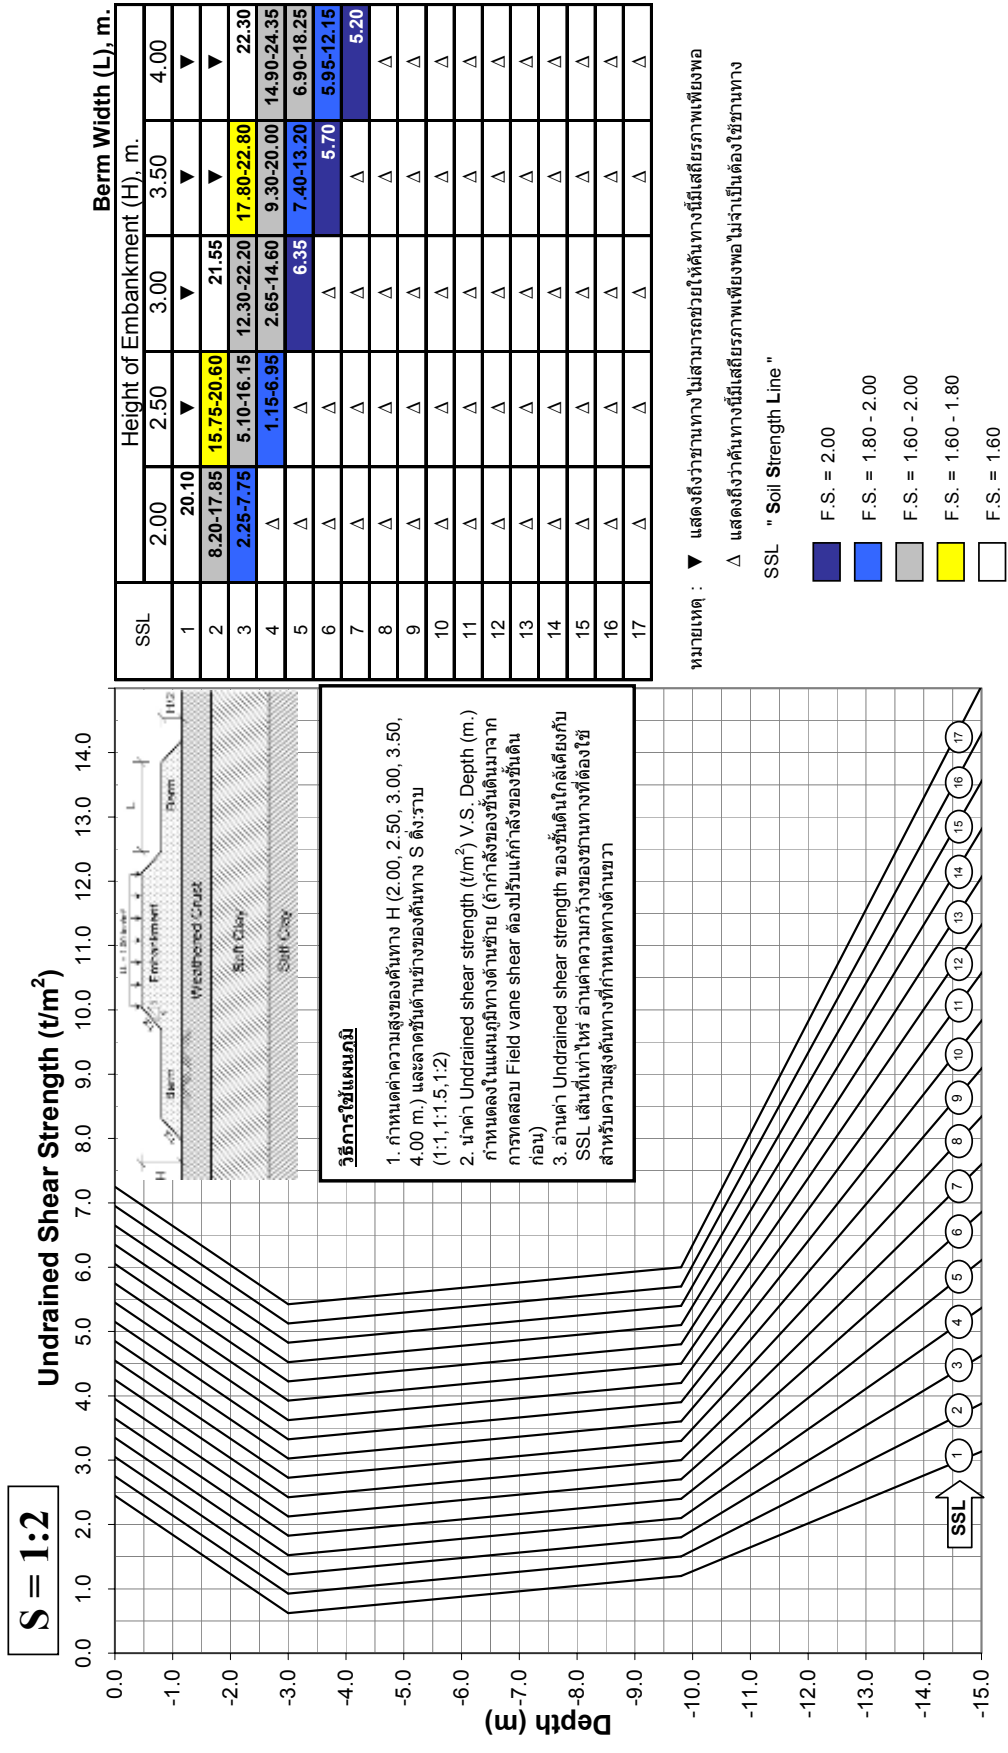 S = 1:2
Undrained Shear Strength (t/m²)
0.0 1.0 2.0 3.0 4.0 5.0 6.0 7.0 8.0 9.0 10.0 11.0 12.0 13.0 14.0
Depth (m)
0.0
-1.0
-2.0
-3.0
-4.0
-5.0
-6.0
-7.0
-8.0
-9.0
-10.0
-11.0
-12.0
-13.0
-14.0
-15.0
SSL
1 2 3 4 5 6 7 8 9 10 11 12 13 14 15 16 17
H
Berm
Embankment
L
Berm
H/2
Weathered Crust
Soft Clay
Stiff Clay
วิธีการใช้แผนภูมิ
1. กำหนดค่าความสูงของคันทาง H (2.00, 2.50, 3.00, 3.50,
4.00 m.) และลาดชันด้านข้างของคันทาง S ดิ่ง:ราบ
(1:1,1:1.5,1:2)
2. นำค่า Undrained shear strength (t/m²) V.S. Depth (m.)
กำหนดลงในแผนภูมิทางด้านซ้าย (ถ้ากำลังของชั้นดินมาจาก
การทดสอบ Field vane shear ต้องปรับแก้กำลังของชั้นดิน
ก่อน)
3. อ่านค่า Undrained shear strength ของชั้นดินใกล้เคียงกับ
SSL เส้นที่เท่าไหร่ อ่านค่าความกว้างของชานทางที่ต้องใช้
สำหรับความสูงคันทางที่กำหนดทางด้านขวา
Berm Width (L), m.
SSL Height of Embankment (H), m.
2.00 2.50 3.00 3.50 4.00
1 20.10 ▼ ▼ ▼ ▼
2 8.20-17.85 15.75-20.60 21.55 ▼ ▼
3 2.25-7.75 5.10-16.15 12.30-22.20 17.80-22.80 22.30
4 △ 1.15-6.95 2.65-14.60 9.30-20.00 14.90-24.35
5 △ △ 6.35 7.40-13.20 6.90-18.25
6 △ △ △ 5.70 5.95-12.15
7 △ △ △ △ 5.20
8 △ △ △ △ △
9 △ △ △ △ △
10 △ △ △ △ △
11 △ △ △ △ △
12 △ △ △ △ △
13 △ △ △ △ △
14 △ △ △ △ △
15 △ △ △ △ △
16 △ △ △ △ △
17 △ △ △ △ △
หมายเหตุ : ▼ แสดงถึงว่าชานทางไม่สามารถช่วยให้คันทางนี้มีเสถียรภาพเพียงพอ
△ แสดงถึงว่าคันทางนี้มีเสถียรภาพเพียงพอไม่จำเป็นต้องใช้ชานทาง
SSL " Soil Strength Line "
F.S. = 2.00
F.S. = 1.80 - 2.00
F.S. = 1.60 - 2.00
F.S. = 1.60 - 1.80
F.S. = 1.60